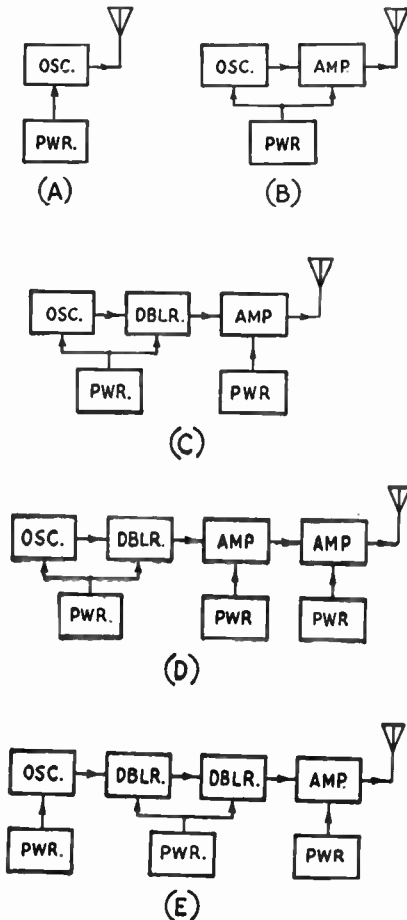 OSC.
PWR.
(A)
OSC. AMP.
PWR
(B)
OSC. DBLR. AMP
PWR. PWR
(C)
OSC. DBLR. AMP AMP
PWR. PWR PWR
(D)
OSC. DBLR. DBLR. AMP.
PWR. PWR. PWR
(E)